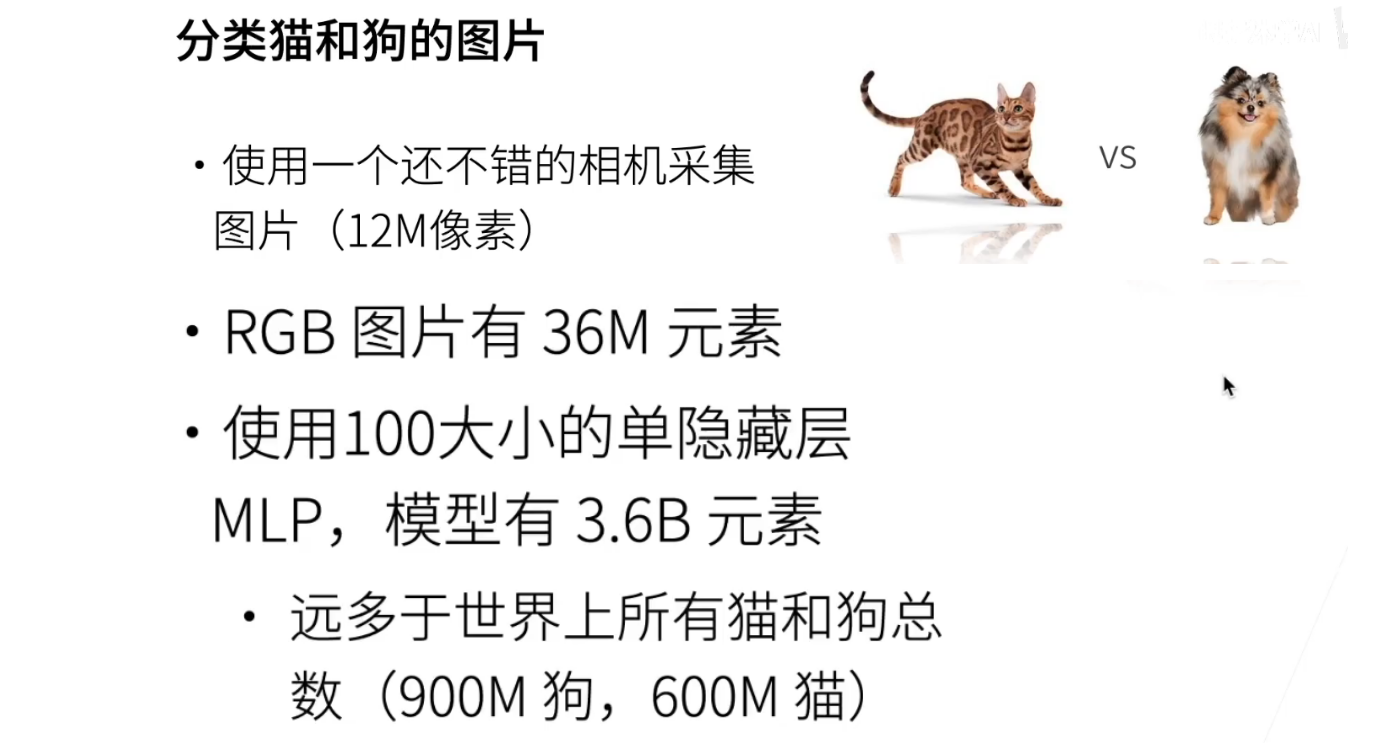 分类猫和狗的图片
• 使用一个还不错的相机采集
图片（12M像素）
VS
• RGB 图片有 36M 元素
• 使用100大小的单隐藏层
MLP，模型有 3.6B 元素
• 远多于世界上所有猫和狗总
数（900M 狗，600M 猫）